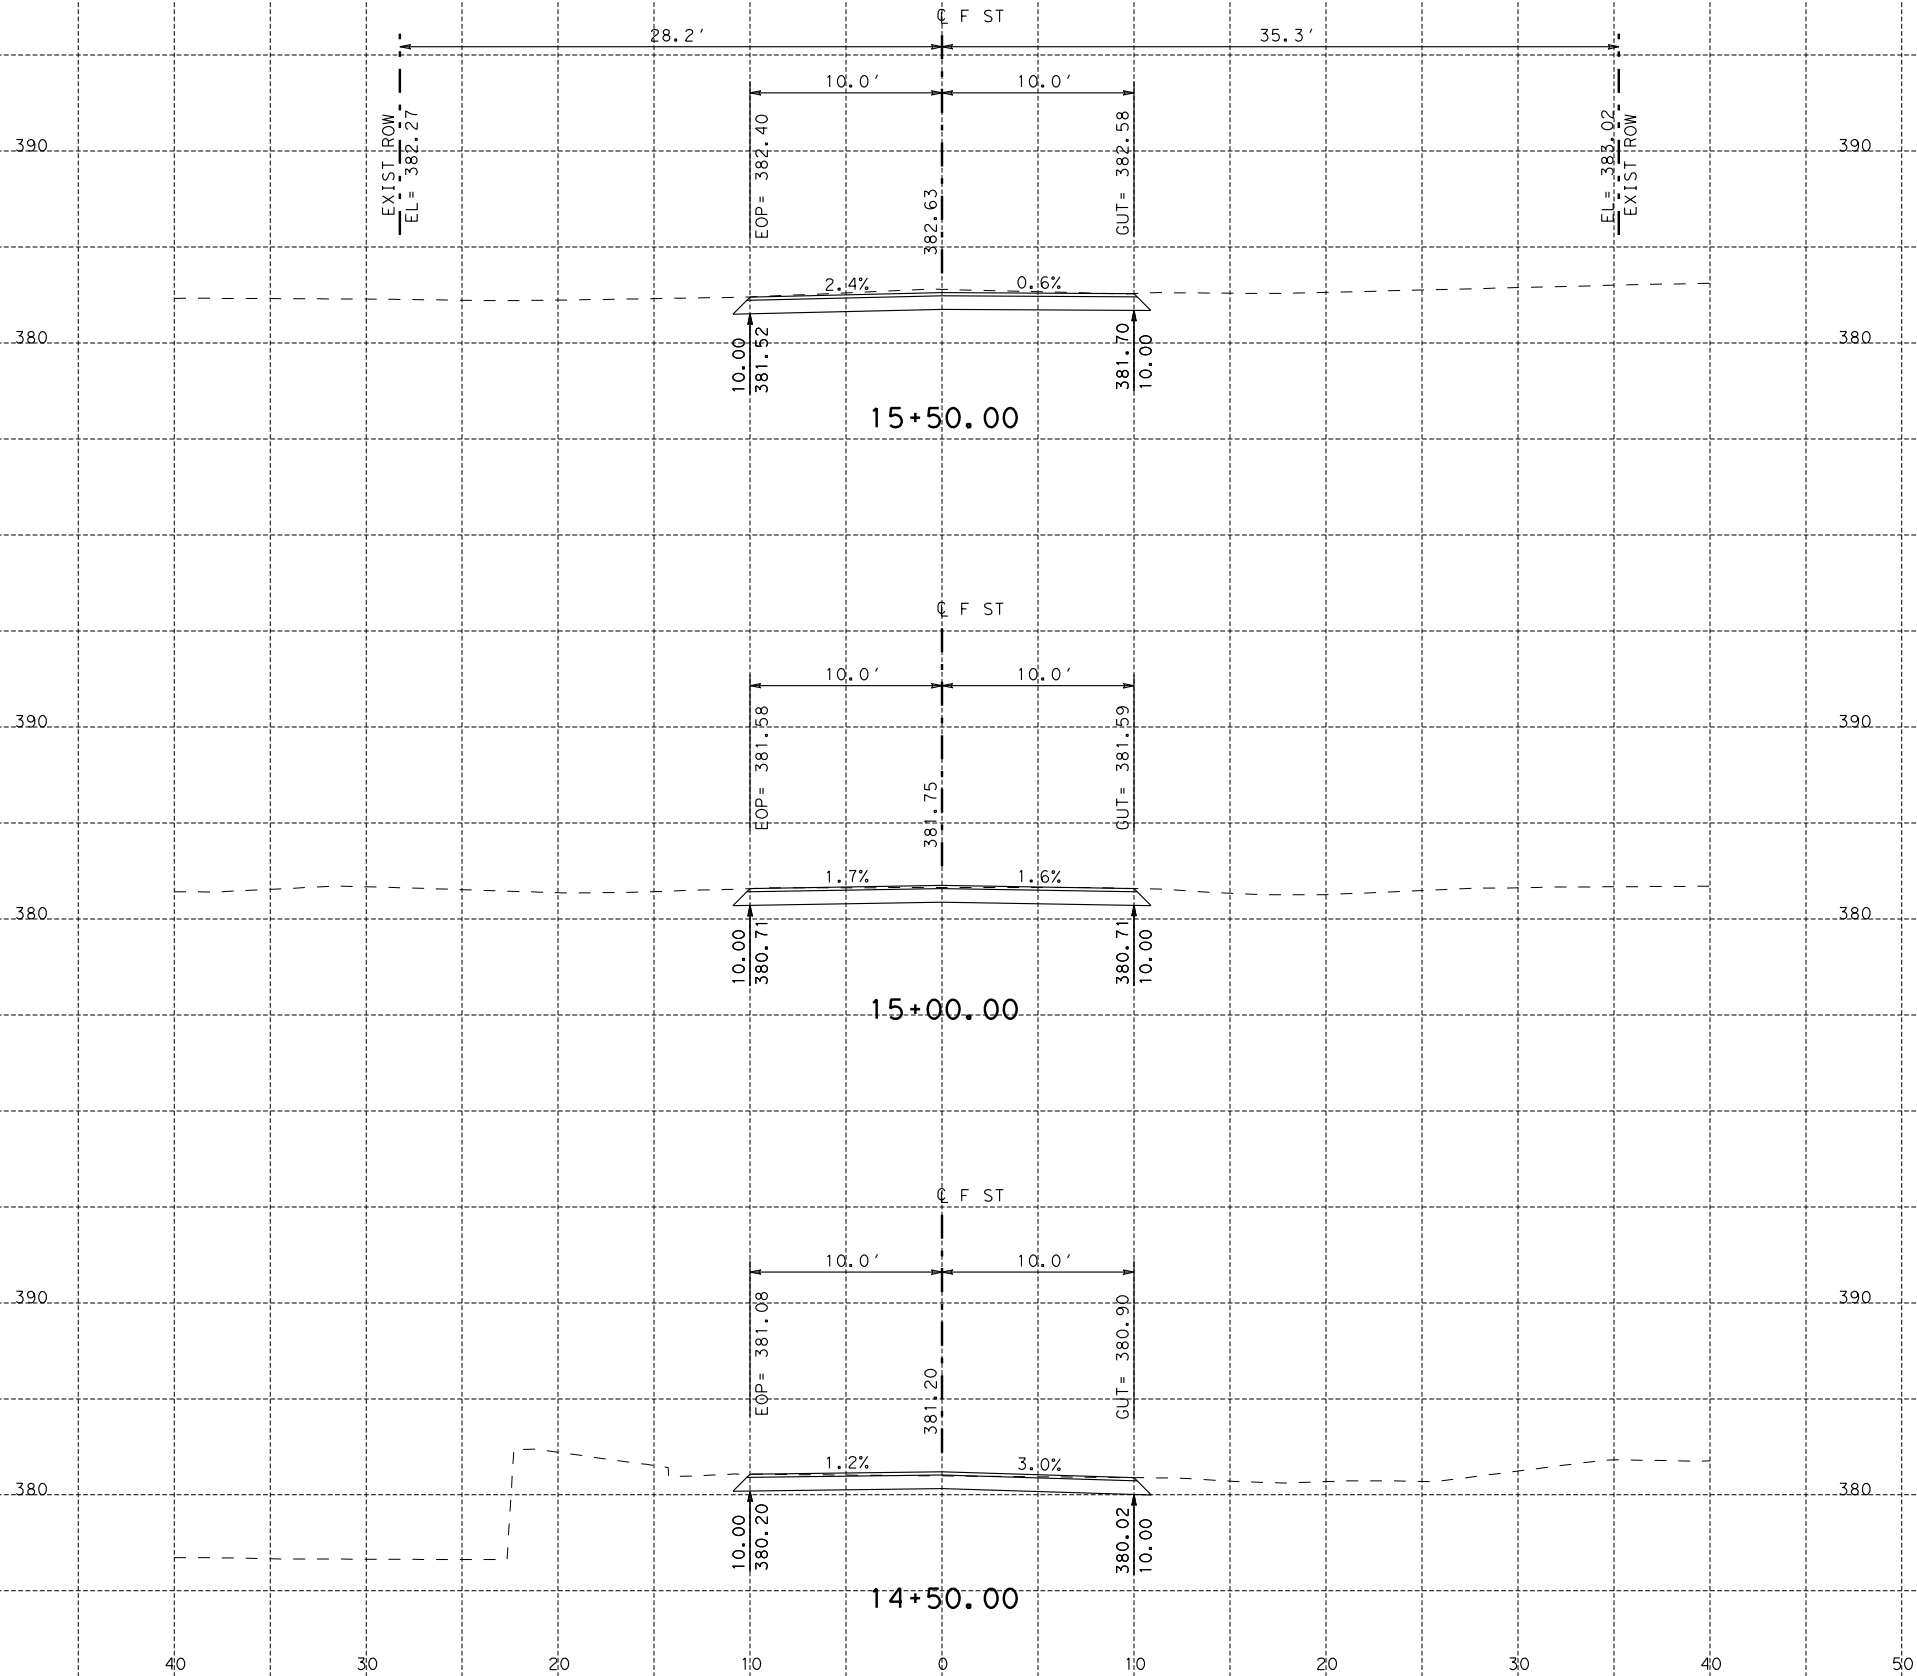 ℄ F ST
28.2' 35.3'
10.0' 10.0'
EXIST ROW
EL= 382.27
EOP= 382.40
382.63
GUT= 382.58
EL= 383.02
EXIST ROW
390 390
2.4% 0.6%
380 380
10.00
381.52
381.70
10.00
15+50.00
℄ F ST
10.0' 10.0'
EOP= 381.58
381.75
GUT= 381.59
390 390
1.7% 1.6%
380 380
10.00
380.71
380.71
10.00
15+00.00
℄ F ST
10.0' 10.0'
EOP= 381.08
381.20
GUT= 380.90
390 390
1.2% 3.0%
380 380
10.00
380.20
380.02
10.00
14+50.00
40 30 20 10 0 10 20 30 40 50